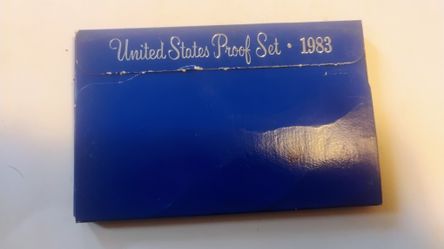 United States Proof Set • 1983